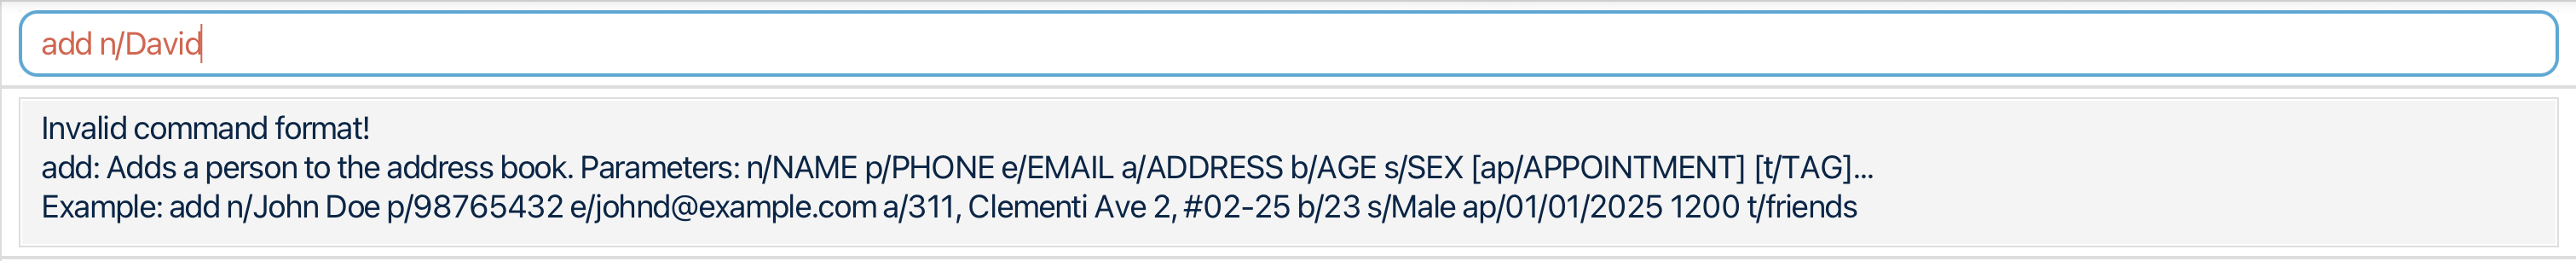 add n/David
Invalid command format!
add: Adds a person to the address book. Parameters: n/NAME p/PHONE e/EMAIL a/ADDRESS b/AGE s/SEX [ap/APPOINTMENT] [t/TAG]...
Example: add n/John Doe p/98765432 e/johnd@example.com a/311, Clementi Ave 2, #02-25 b/23 s/Male ap/01/01/2025 1200 t/friends